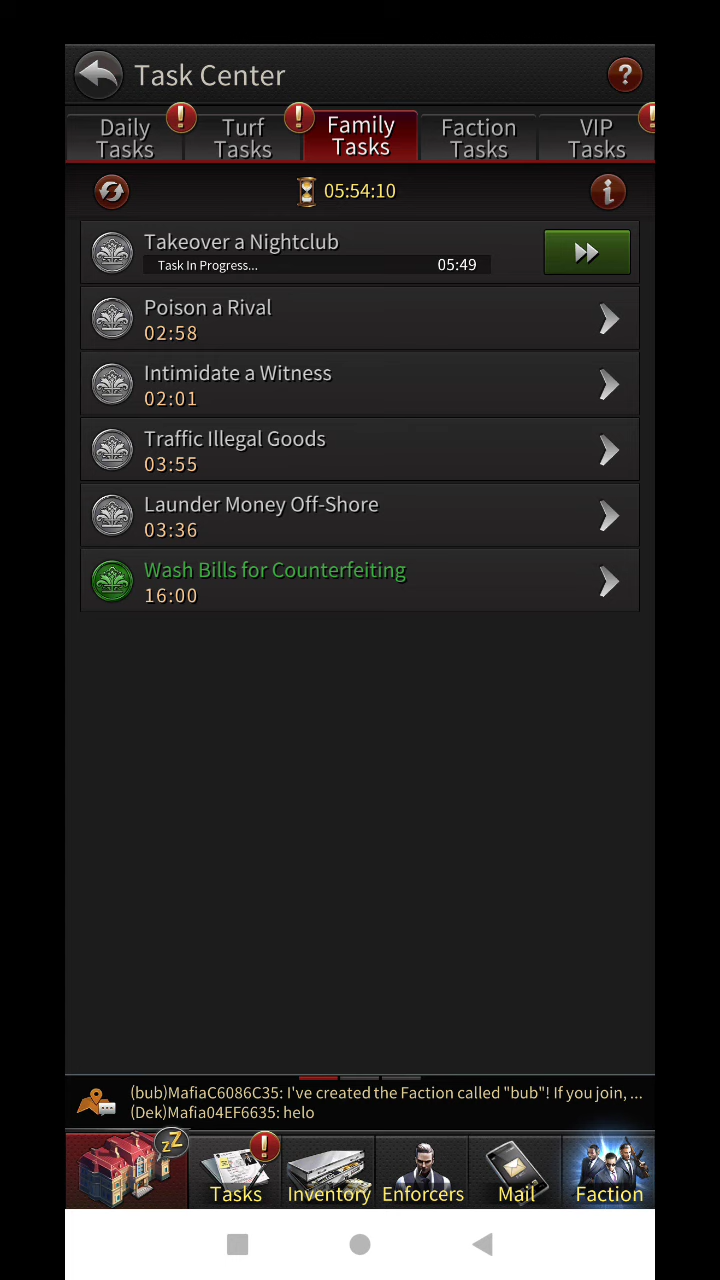 Task Center
?
Daily Tasks
Turf Tasks
Family Tasks
Faction Tasks
VIP Tasks
05:54:10
Takeover a Nightclub
Task In Progress... 05:49
Poison a Rival
02:58
Intimidate a Witness
02:01
Traffic Illegal Goods
03:55
Launder Money Off-Shore
03:36
Wash Bills for Counterfeiting
16:00
(bub)MafiaC6086C35: I've created the Faction called "bub"! If you join, ...
(Dek)Mafia04EF6635: helo
zZ
Tasks
Inventory
Enforcers
Mail
Faction